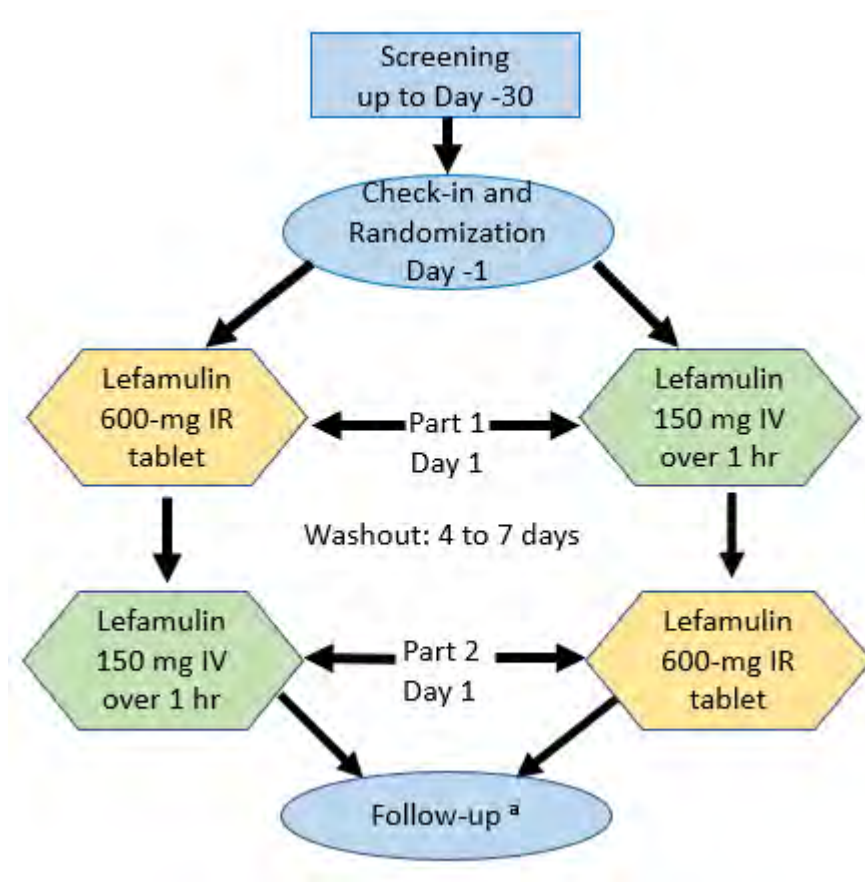 Screening
up to Day -30
Check-in and
Randomization
Day -1
Lefamulin
600-mg IR
tablet
Part 1
Day 1
Lefamulin
150 mg IV
over 1 hr
Washout: 4 to 7 days
Lefamulin
150 mg IV
over 1 hr
Part 2
Day 1
Lefamulin
600-mg IR
tablet
Follow-up ª